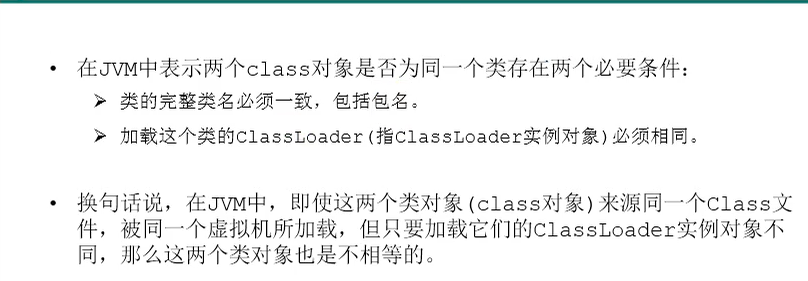 • 在JVM中表示两个class对象是否为同一个类存在两个必要条件：
➢ 类的完整类名必须一致，包括包名。
➢ 加载这个类的ClassLoader(指ClassLoader实例对象)必须相同。
• 换句话说，在JVM中，即使这两个类对象(class对象)来源同一个Class文
件，被同一个虚拟机所加载，但只要加载它们的ClassLoader实例对象不
同，那么这两个类对象也是不相等的。